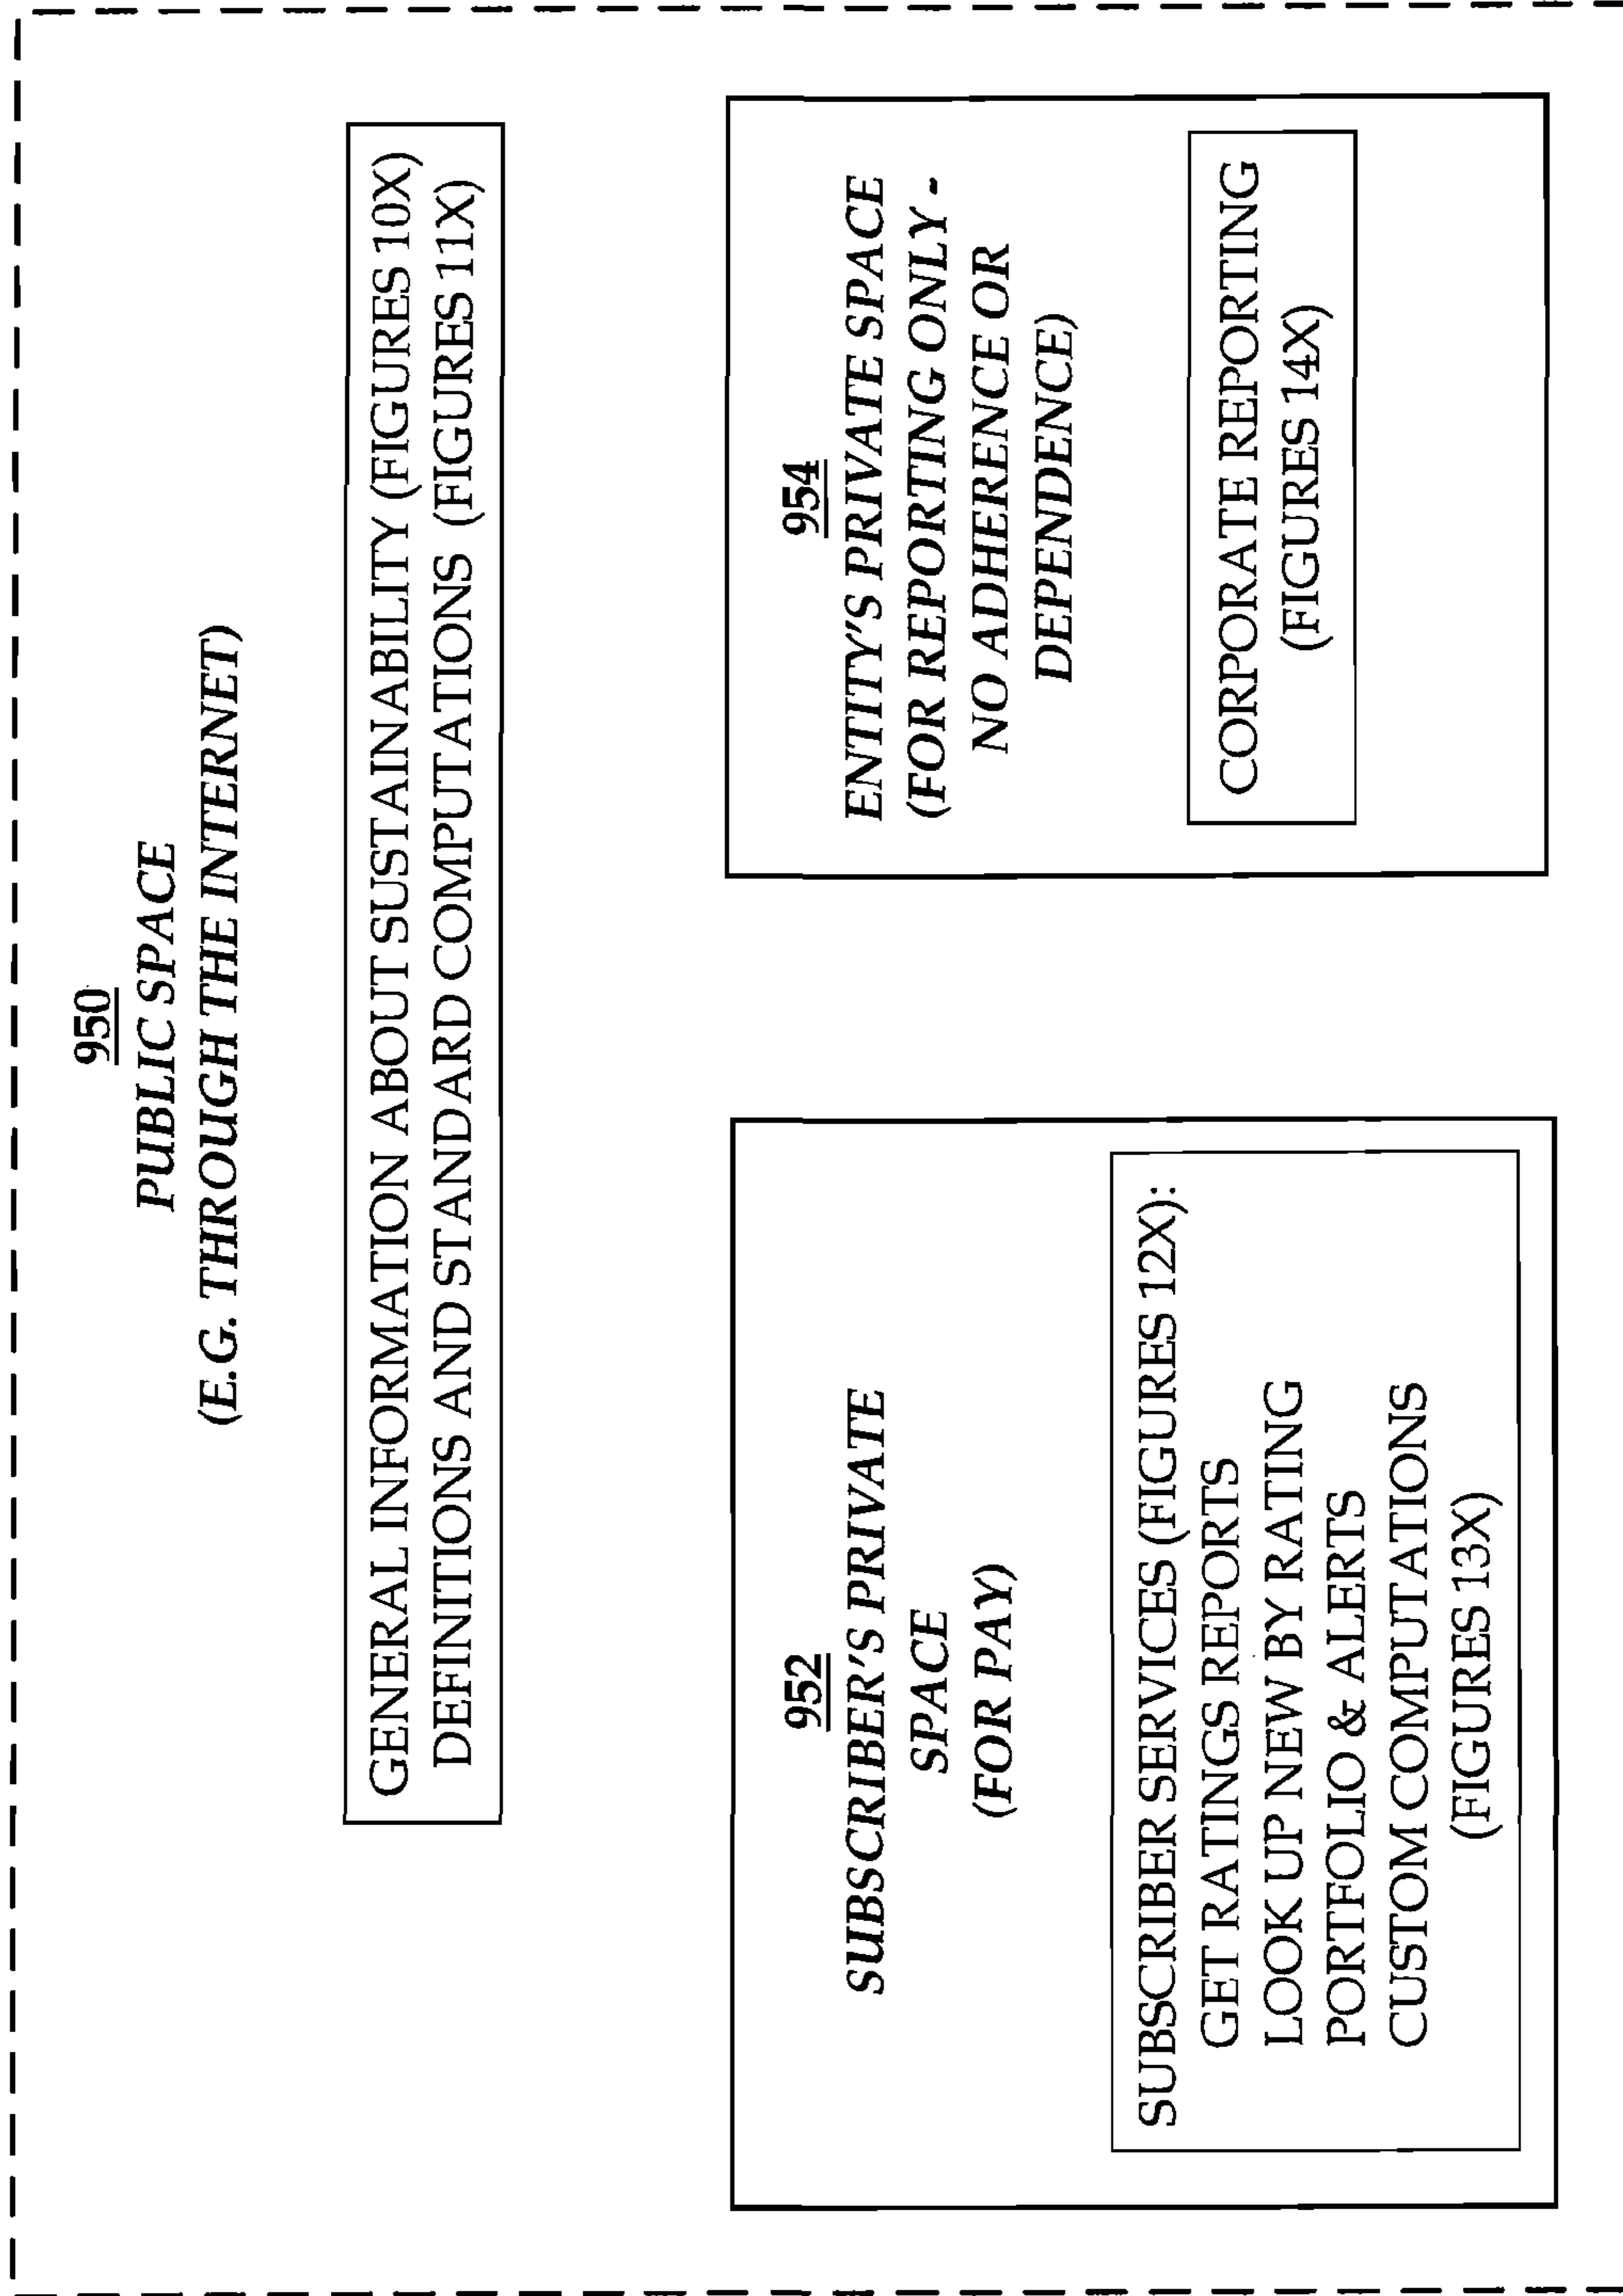 950
PUBLIC SPACE
(E.G. THROUGH THE INTERNET)
GENERAL INFORMATION ABOUT SUSTAINABILITY (FIGURES 10X)
DEFINITIONS AND STANDARD COMPUTATIONS (FIGURES 11X)
952
SUBSCRIBER'S PRIVATE
SPACE
(FOR PAY)
SUBSCRIBER SERVICES (FIGURES 12X):
GET RATINGS REPORTS
LOOK UP NEW BY RATING
PORTFOLIO & ALERTS
CUSTOM COMPUTATIONS
(FIGURES 13X)
954
ENTITY'S PRIVATE SPACE
(FOR REPORTING ONLY -
NO ADHERENCE OR
DEPENDENCE)
CORPORATE REPORTING
(FIGURES 14X)